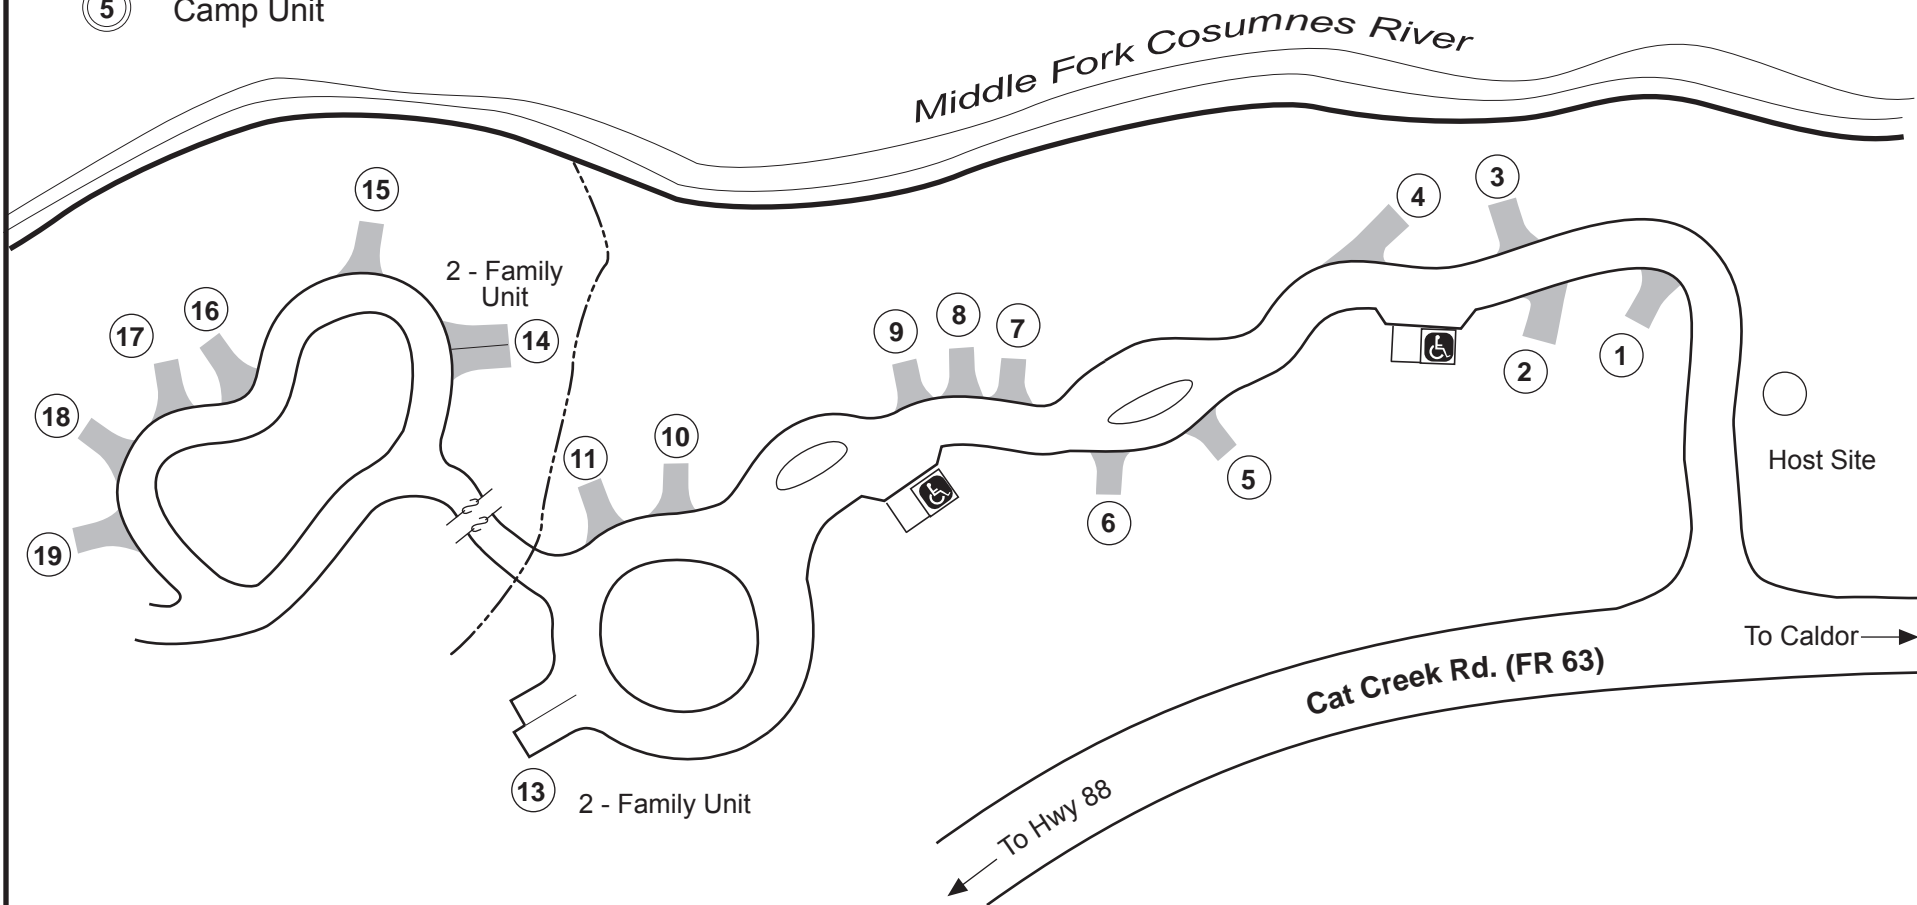 5 Camp Unit
Middle Fork Cosumnes River
15
4
3
2 - Family
Unit
16
17
14
9
8
7
2
1
18
11
10
5
Host Site
6
19
To Caldor
Cat Creek Rd. (FR 63)
13
2 - Family Unit
To Hwy 88